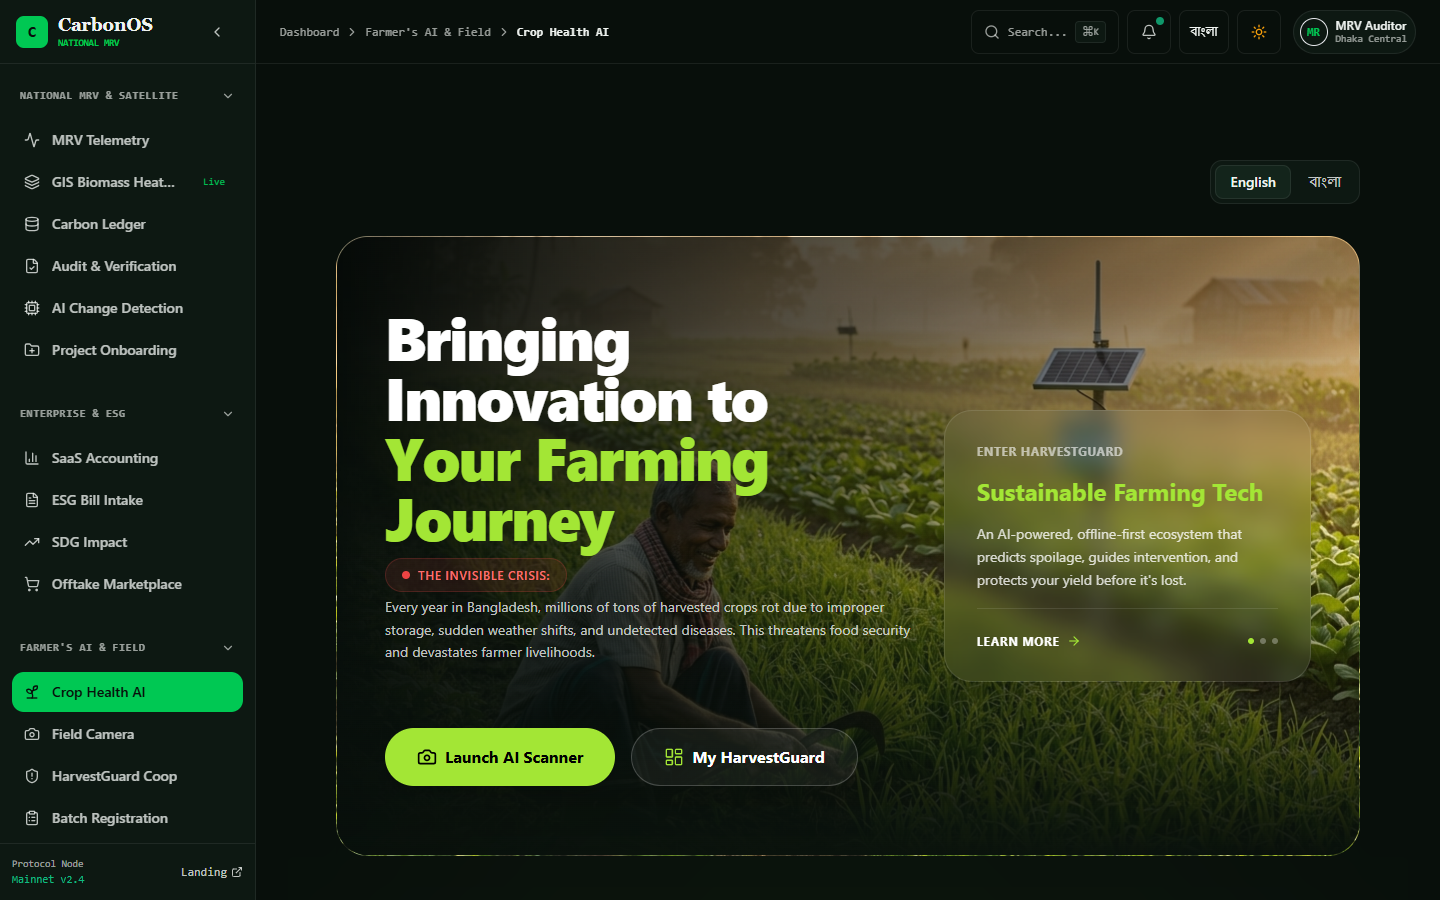 C
CarbonOS
NATIONAL MRV
Dashboard
Farmer's AI & Field
Crop Health AI
Search...
⌘K
বাংলা
MR
MRV Auditor
Dhaka Central
NATIONAL MRV & SATELLITE
MRV Telemetry
GIS Biomass Heat...
Live
Carbon Ledger
Audit & Verification
AI Change Detection
Project Onboarding
ENTERPRISE & ESG
SaaS Accounting
ESG Bill Intake
SDG Impact
Offtake Marketplace
FARMER'S AI & FIELD
Crop Health AI
Field Camera
HarvestGuard Coop
Batch Registration
Protocol Node
Mainnet v2.4
Landing
English
বাংলা
Bringing
Innovation to
Your Farming
Journey
THE INVISIBLE CRISIS:
Every year in Bangladesh, millions of tons of harvested crops rot due to improper
storage, sudden weather shifts, and undetected diseases. This threatens food security
and devastates farmer livelihoods.
Launch AI Scanner
My HarvestGuard
ENTER HARVESTGUARD
Sustainable Farming Tech
An AI-powered, offline-first ecosystem that
predicts spoilage, guides intervention, and
protects your yield before it's lost.
LEARN MORE →